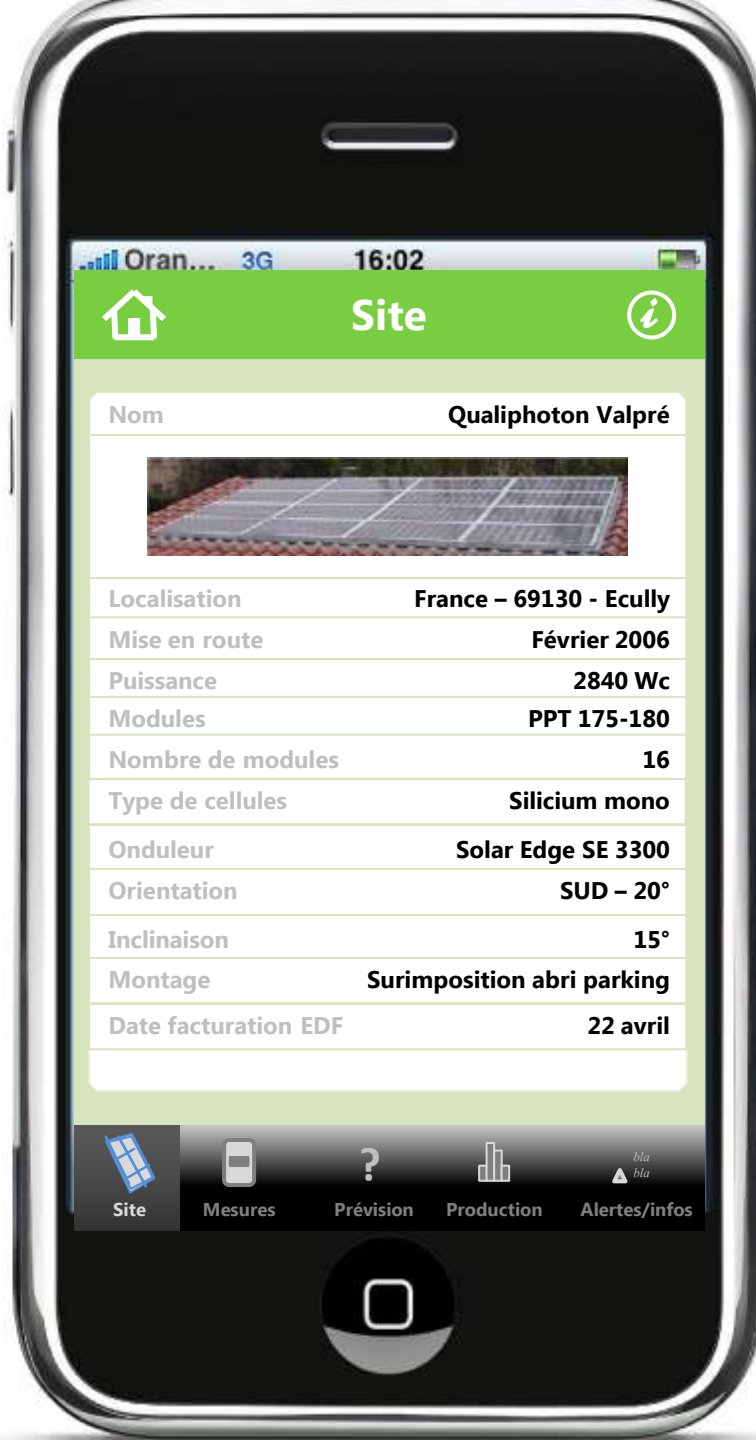 Oran... 3G 16:02
Site i
Nom Qualiphoton Valpré
Localisation France – 69130 - Ecully
Mise en route Février 2006
Puissance 2840 Wc
Modules PPT 175-180
Nombre de modules 16
Type de cellules Silicium mono
Onduleur Solar Edge SE 3300
Orientation SUD – 20°
Inclinaison 15°
Montage Surimposition abri parking
Date facturation EDF 22 avril
?
bla
bla
Site Mesures Prévision Production Alertes/infos